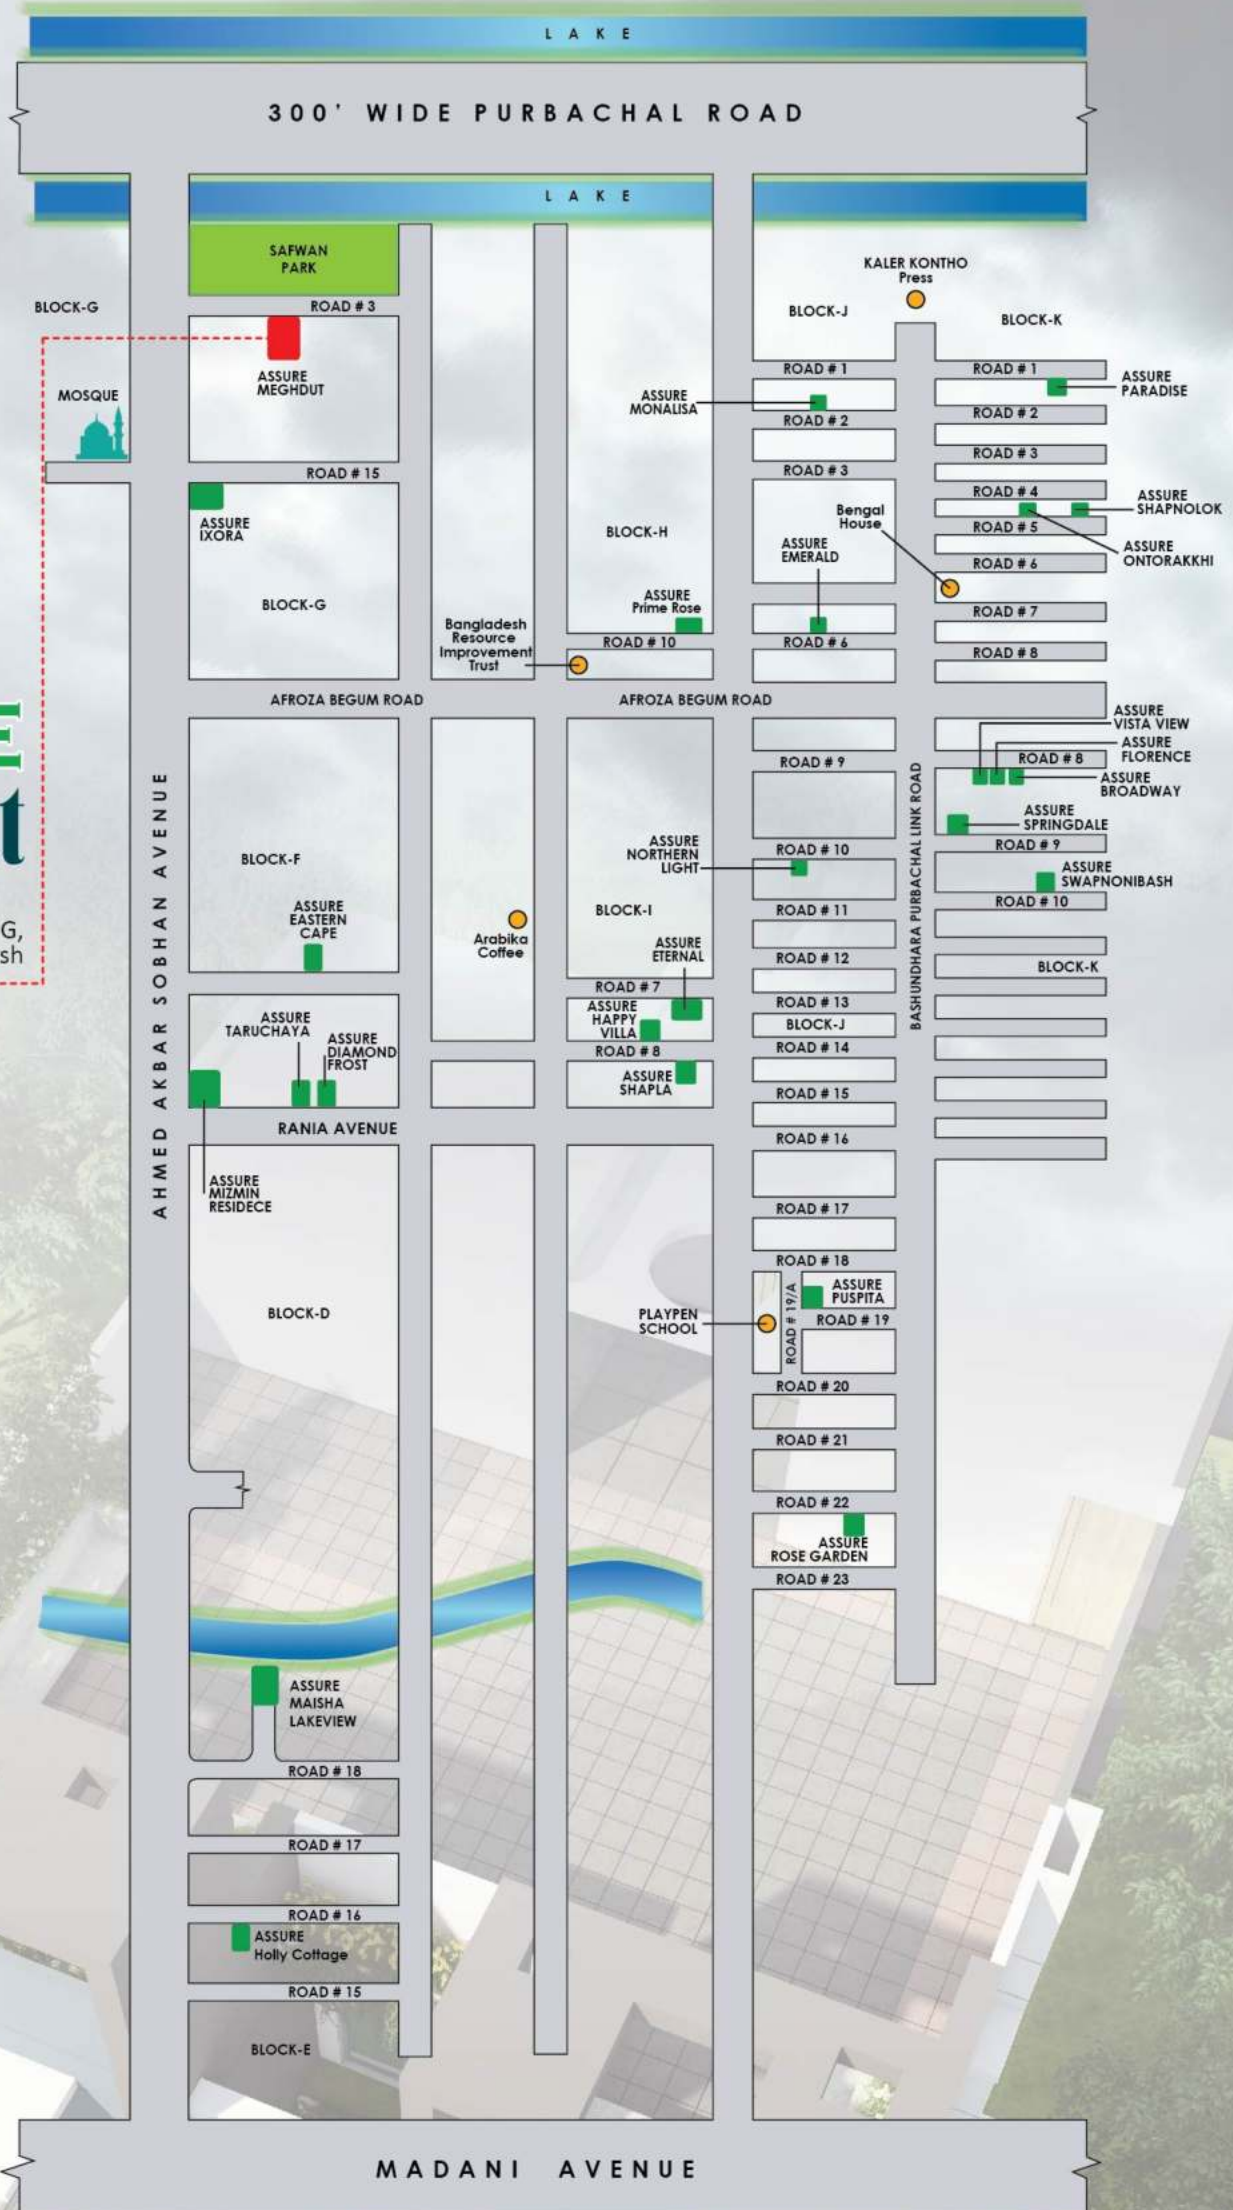 LAKE
300' WIDE PURBACHAL ROAD
LAKE
SAFWAN
PARK
KALER KONTHO
Press
BLOCK-G
ROAD # 3
BLOCK-J
BLOCK-K
ASSURE
MEGHDUT
MOSQUE
ROAD # 1
ROAD # 1
ASSURE
PARADISE
ASSURE
MONALISA
ROAD # 2
ROAD # 2
ROAD # 3
ROAD # 3
ROAD # 15
ROAD # 4
ASSURE
SHAPNOLOK
ASSURE
IXORA
Bengal
House
ROAD # 5
BLOCK-H
ASSURE
EMERALD
ASSURE
ONTORAKKHI
ROAD # 6
BLOCK-G
ASSURE
Prime Rose
ROAD # 7
Bangladesh
Resource
Improvement
Trust
ROAD # 10
ROAD # 6
ROAD # 8
AFROZA BEGUM ROAD
AFROZA BEGUM ROAD
ASSURE
VISTA VIEW
E
t
G,
sh
ASSURE
FLORENCE
ROAD # 9
ROAD # 8
ASSURE
BROADWAY
AHMED AKBAR SOBHAN AVENUE
BASHUNDHARA PURBACHAL LINK ROAD
ASSURE
SPRINGDALE
ASSURE
NORTHERN
LIGHT
ROAD # 10
ROAD # 9
BLOCK-F
ASSURE
SWAPNONIBASH
ROAD # 10
ASSURE
EASTERN
CAPE
BLOCK-I
ROAD # 11
Arabika
Coffee
ASSURE
ETERNAL
ROAD # 12
BLOCK-K
ROAD # 7
ROAD # 13
ASSURE
HAPPY
VILLA
ASSURE
TARUCHAYA
BLOCK-J
ASSURE
DIAMOND
FROST
ROAD # 8
ROAD # 14
ASSURE
SHAPLA
ROAD # 15
RANIA AVENUE
ROAD # 16
ASSURE
MIZMIN
RESIDECE
ROAD # 17
ROAD # 18
ASSURE
PUSPITA
BLOCK-D
PLAYPEN
SCHOOL
ROAD # 19/A
ROAD # 19
ROAD # 20
ROAD # 21
ROAD # 22
ASSURE
ROSE GARDEN
ROAD # 23
ASSURE
MAISHA
LAKEVIEW
ROAD # 18
ROAD # 17
ROAD # 16
ASSURE
Holly Cottage
ROAD # 15
BLOCK-E
MADANI AVENUE